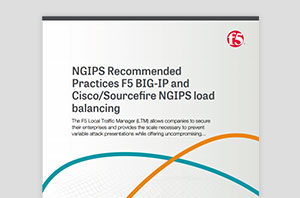 f5
NGIPS Recommended
Practices F5 BIG-IP and
Cisco/Sourcefire NGIPS load
balancing
The F5 Local Traffic Manager (LTM) allows companies to secure
their enterprises and provides the scale necessary to prevent
variable attack presentations while offering uncompromising...